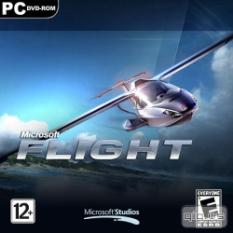 PC DVD-ROM
Microsoft
FLIGHT
12+
Microsoft Studios
EVERYONE
E